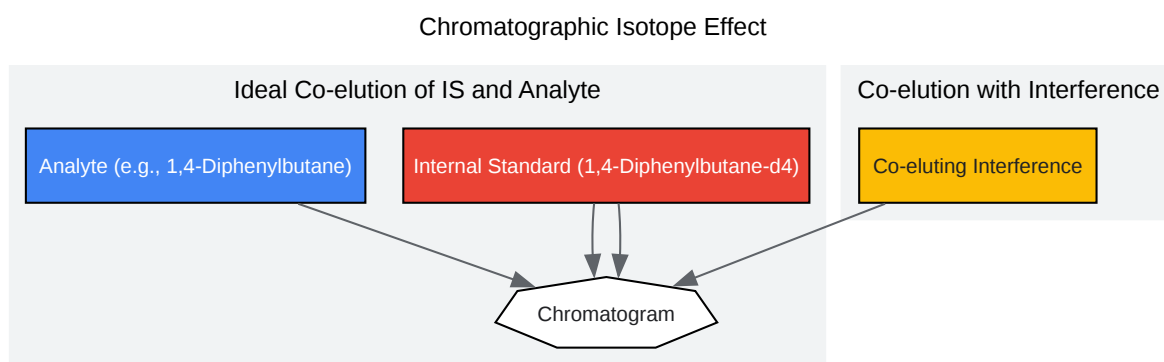 Chromatographic Isotope Effect
Ideal Co-elution of IS and Analyte
Co-elution with Interference
Analyte (e.g., 1,4-Diphenylbutane)
Internal Standard (1,4-Diphenylbutane-d4)
Co-eluting Interference
Chromatogram